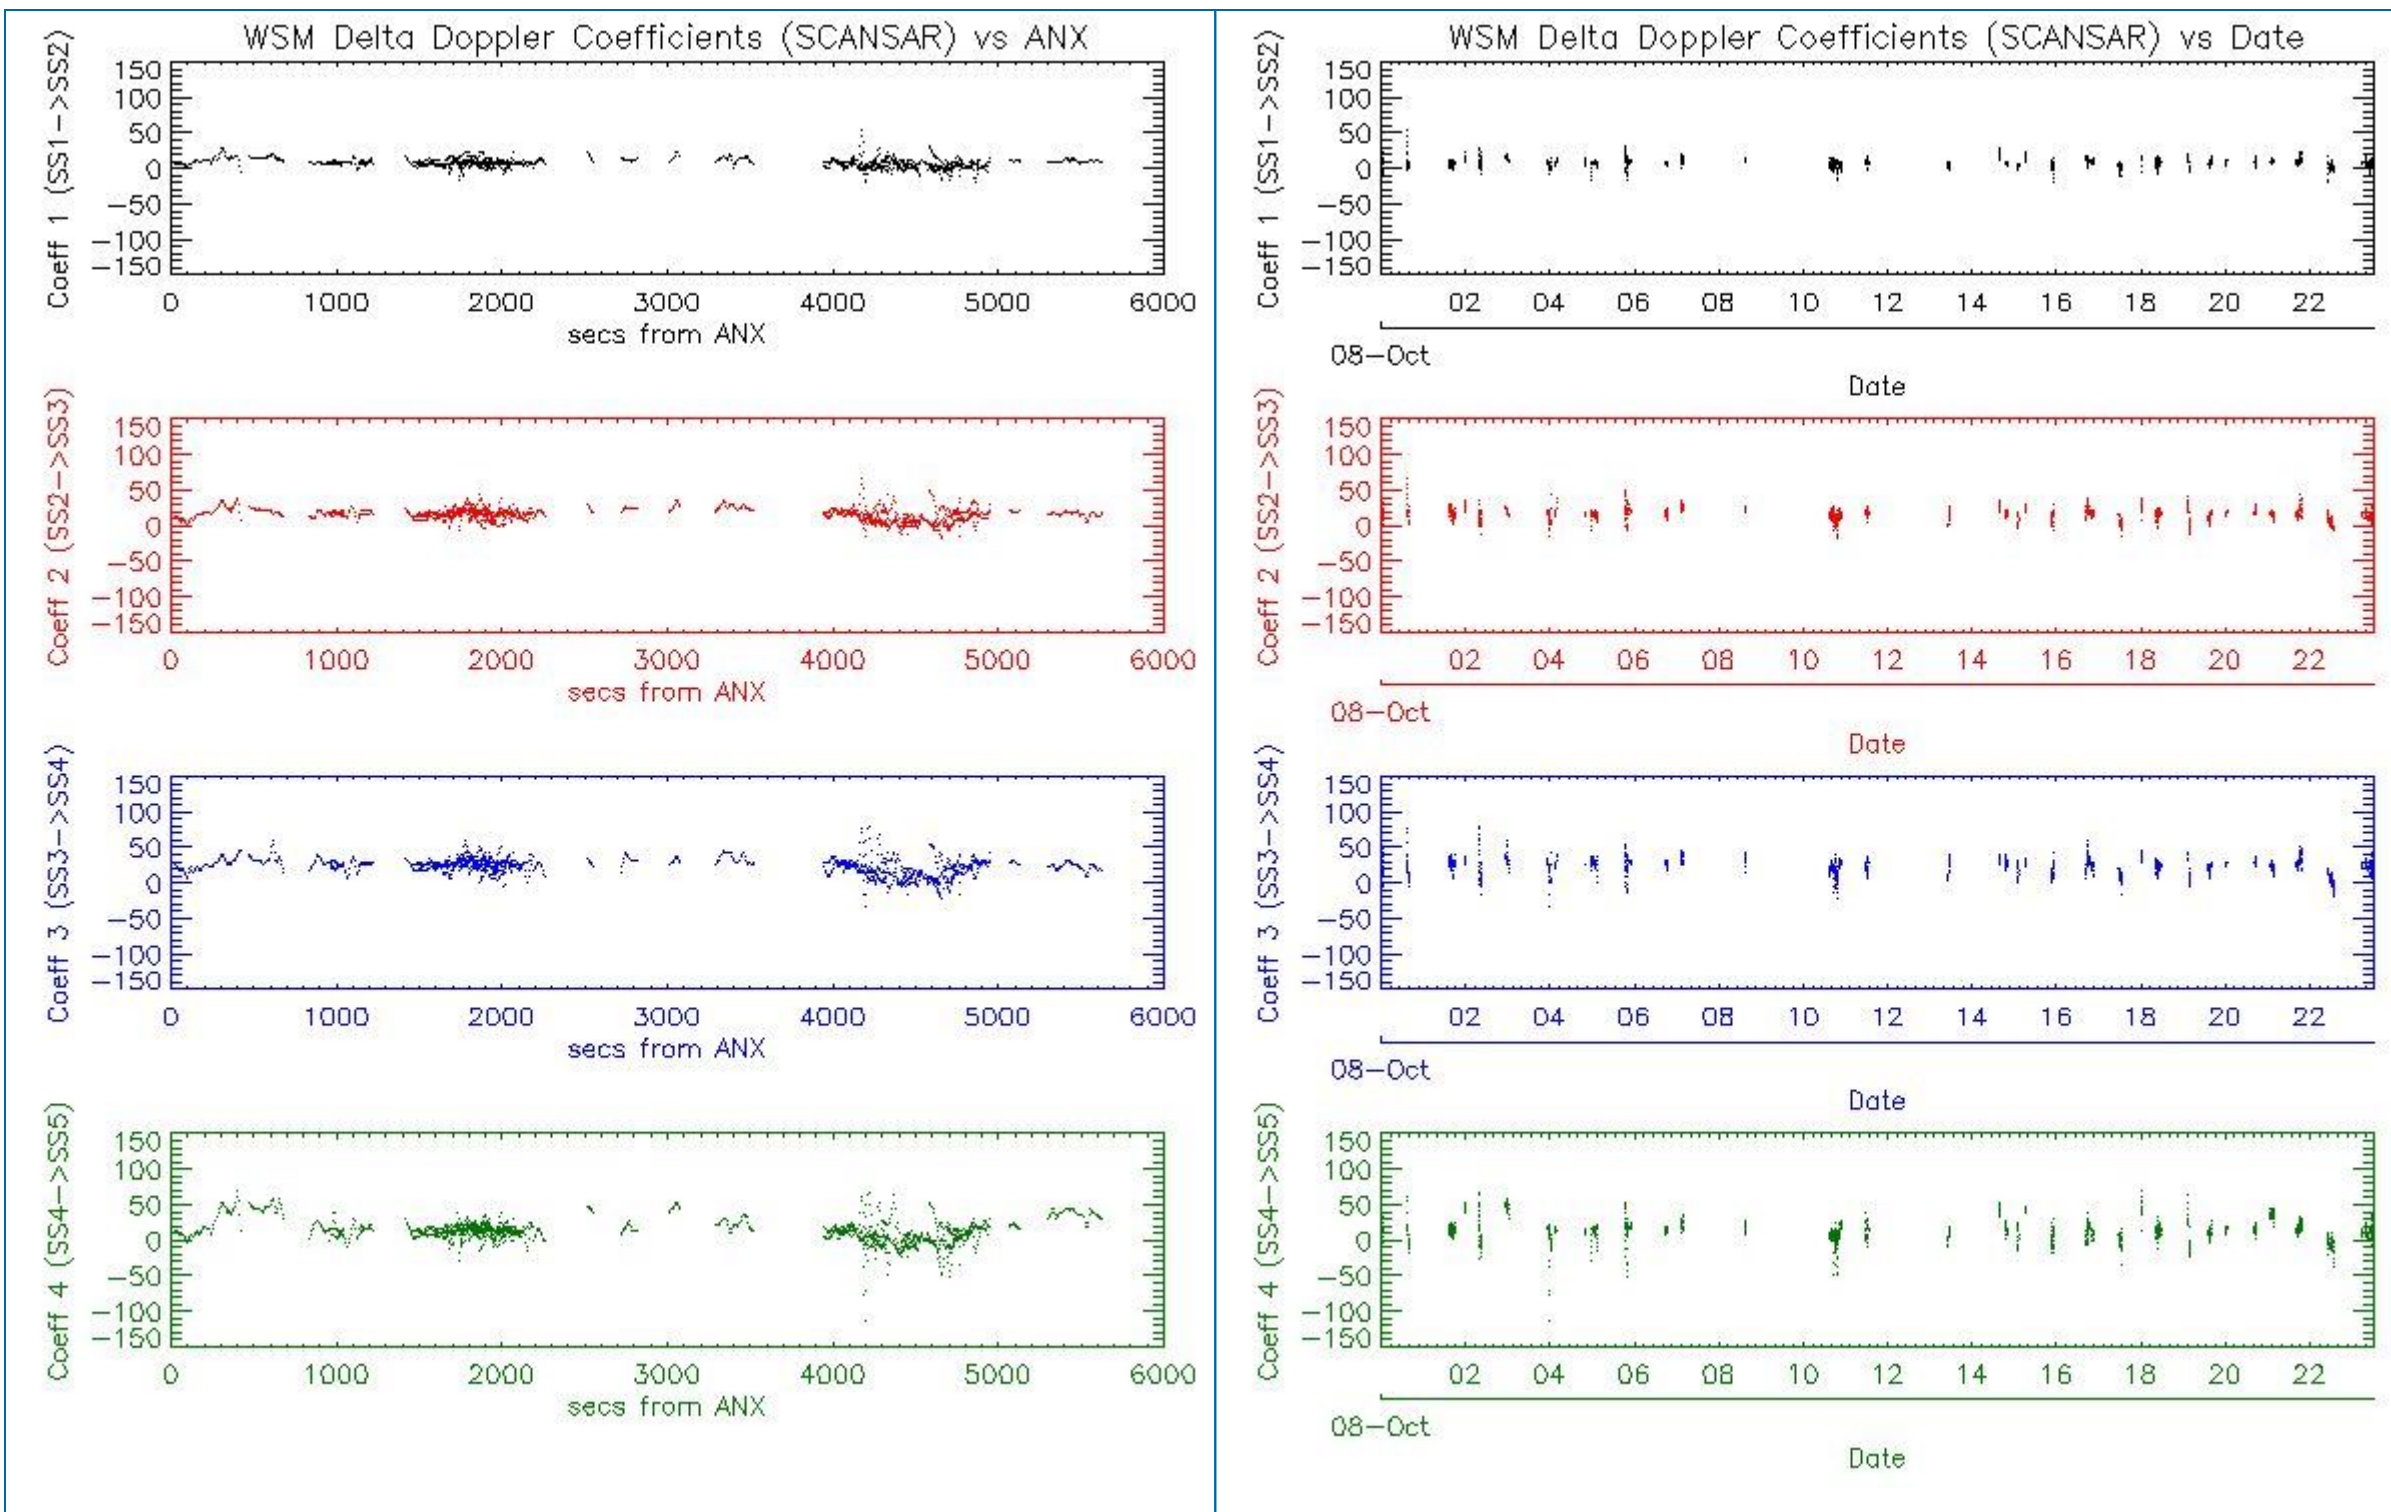 WSM Delta Doppler Coefficients (SCANSAR) vs ANX
Coeff 1 (SS1->SS2)
150
100
50
0
-50
-100
-150
0 1000 2000 3000 4000 5000 6000
secs from ANX
Coeff 2 (SS2->SS3)
150
100
50
0
-50
-100
-150
0 1000 2000 3000 4000 5000 6000
secs from ANX
Coeff 3 (SS3->SS4)
150
100
50
0
-50
-100
-150
0 1000 2000 3000 4000 5000 6000
secs from ANX
Coeff 4 (SS4->SS5)
150
100
50
0
-50
-100
-150
0 1000 2000 3000 4000 5000 6000
secs from ANX
WSM Delta Doppler Coefficients (SCANSAR) vs Date
Coeff 1 (SS1->SS2)
150
100
50
0
-50
-100
-150
02 04 06 08 10 12 14 16 18 20 22
08-Oct
Date
Coeff 2 (SS2->SS3)
150
100
50
0
-50
-100
-150
02 04 06 08 10 12 14 16 18 20 22
08-Oct
Date
Coeff 3 (SS3->SS4)
150
100
50
0
-50
-100
-150
02 04 06 08 10 12 14 16 18 20 22
08-Oct
Date
Coeff 4 (SS4->SS5)
150
100
50
0
-50
-100
-150
02 04 06 08 10 12 14 16 18 20 22
08-Oct
Date